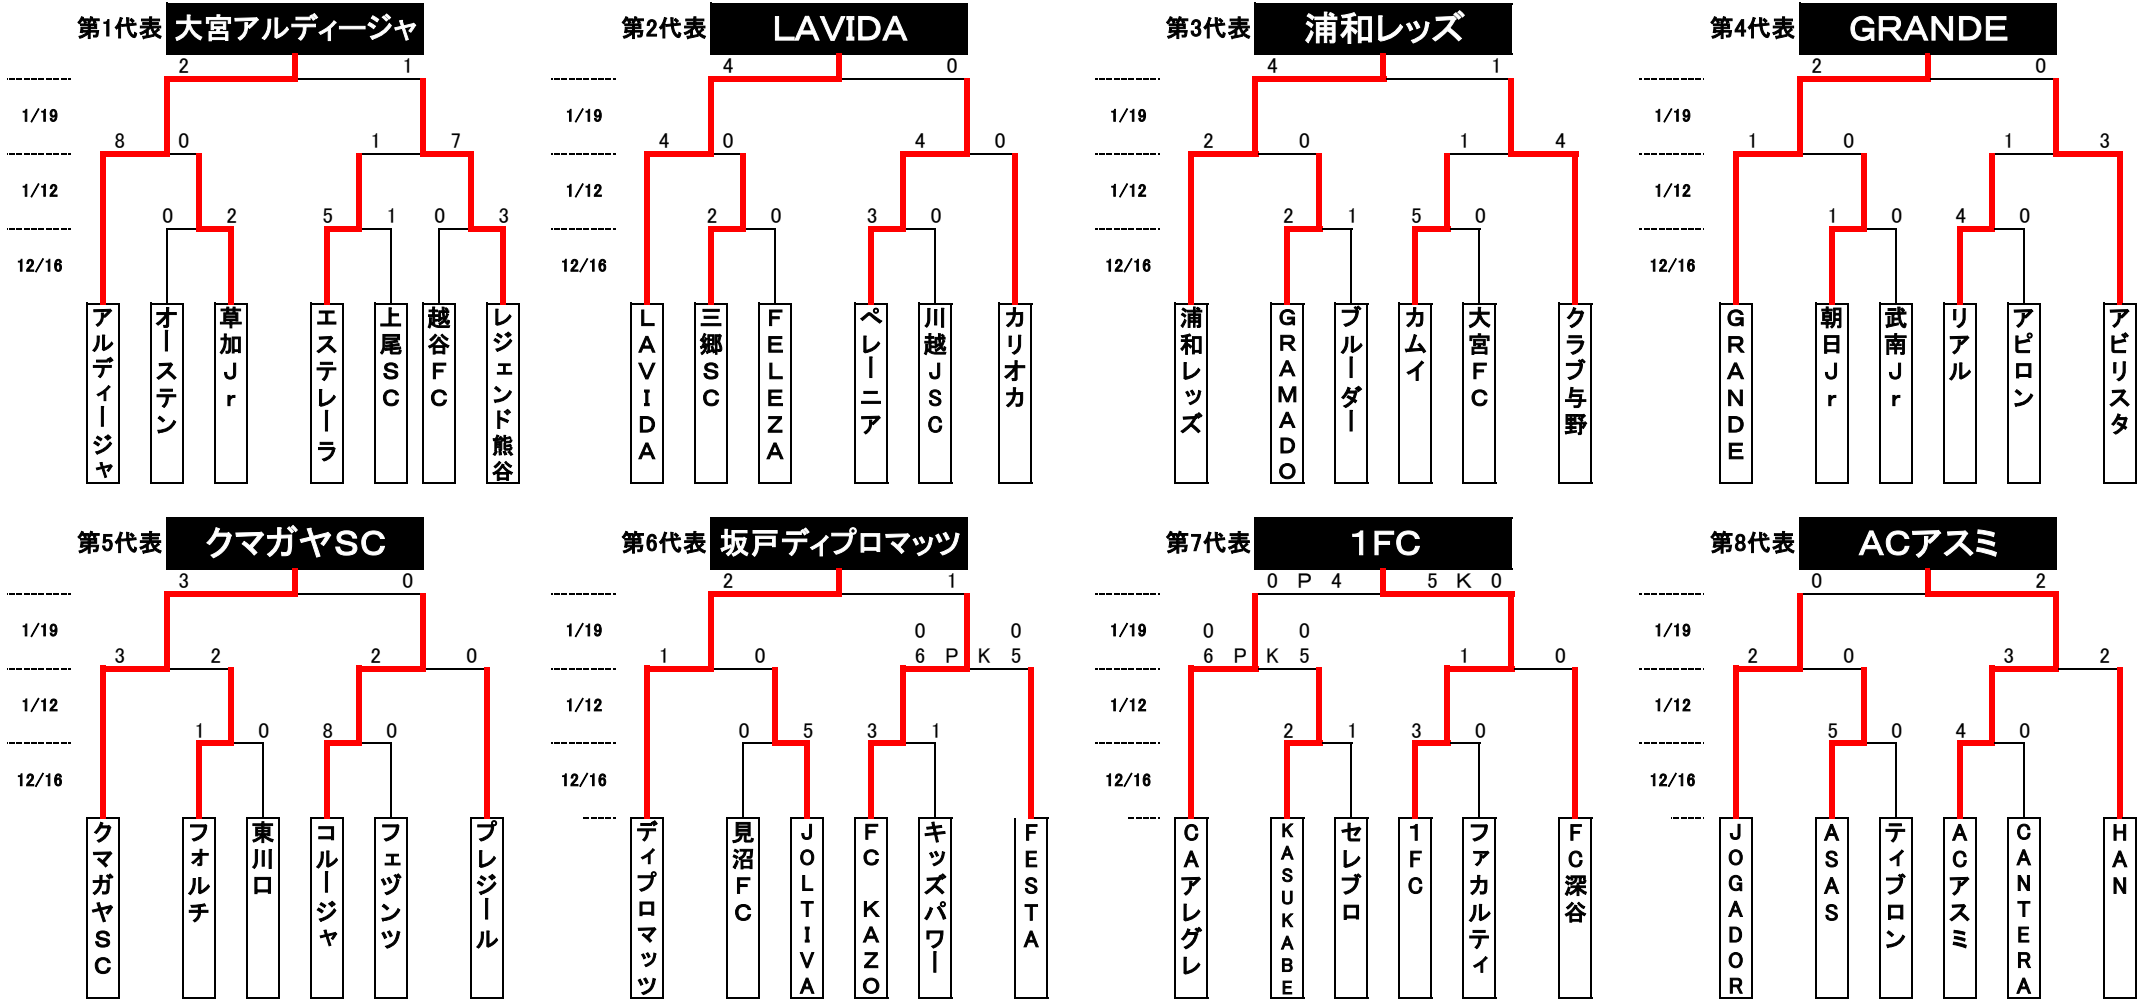 第1代表 大宮アルディージャ
2 1
1/19
8 0 1 7
1/12
0 2 5 1 0 3
12/16
アルディージャ
オーステン
草加Jr
エステレーラ
上尾SC
越谷FC
レジェンド熊谷
第2代表 LAVIDA
4 0
1/19
4 0 4 0
1/12
2 0 3 0
12/16
LAVIDA
三郷SC
FELEZA
ペレーニア
川越JSC
カリオカ
第3代表 浦和レッズ
4 1
1/19
2 0 1 4
1/12
2 1 5 0
12/16
浦和レッズ
GRAMADO
ブルーダー
カムイ
大宮FC
クラブ与野
第4代表 GRANDE
2 0
1/19
1 0 1 3
1/12
1 0 4 0
12/16
GRANDE
朝日Jr
武南Jr
リアル
アピロン
アビリスタ
第5代表 クマガヤSC
3 0
1/19
3 2 2 0
1/12
1 0 8 0
12/16
クマガヤSC
フォルチ
東川口
コルージャ
フェヅンツ
プレジール
第6代表 坂戸ディプロマッツ
2 1
1/19
0 0
1 0 6 P K 5
1/12
0 5 3 1
12/16
ディプロマッツ
見沼FC
JOLTIVA
FC KAZO
キッズパワー
FESTA
第7代表 1FC
0 P 4 5 K 0
1/19
0 0
6 P K 5 1 0
1/12
2 1 3 0
12/16
CAアレグレ
KASUKABE
セレブロ
1FC
ファカルティ
FC深谷
第8代表 ACアスミ
0 2
1/19
2 0 3 2
1/12
5 0 4 0
12/16
JOGADOR
ASAS
ティブロン
ACアスミ
CANTERA
HAN